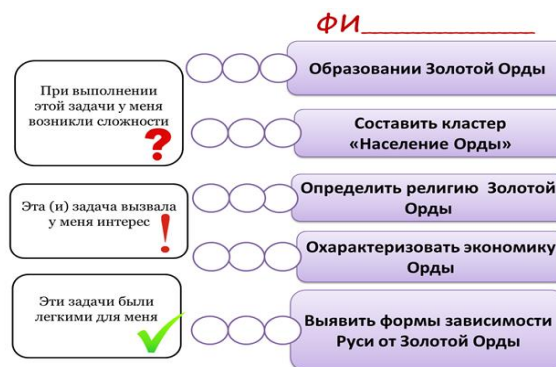 ФИ_______________
При выполнении
этой задачи у меня
возникли сложности
?
Эта (и) задача вызвала
у меня интерес
!
Эти задачи были
легкими для меня
Образовании Золотой Орды
Составить кластер
«Население Орды»
Определить религию Золотой
Орды
Охарактеризовать экономику
Орды
Выявить формы зависимости
Руси от Золотой Орды